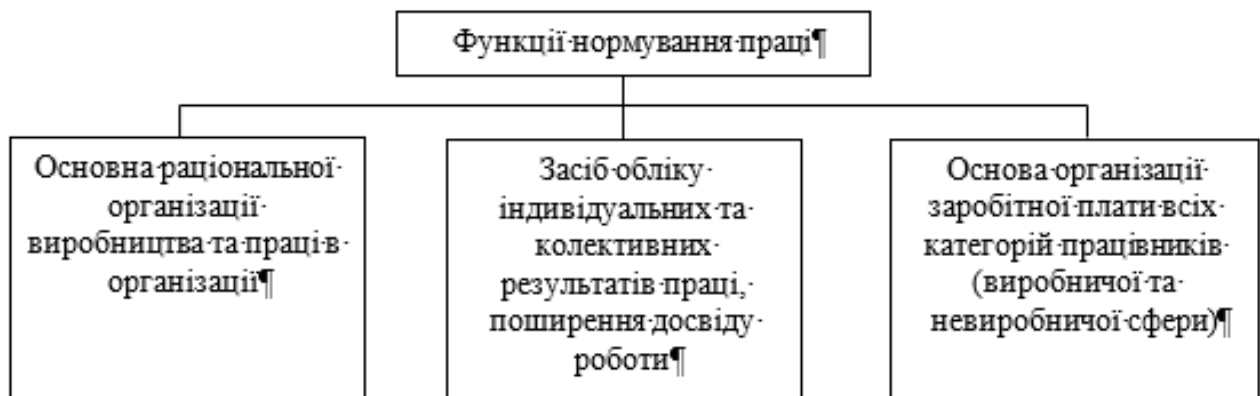 Функції·нормування·праці¶
Основна·раціональної·
організації·
виробництва·та·праці·в·
організації¶
Засіб·обліку·
індивідуальних·та·
колективних·
результатів·праці,·
поширення·досвіду·
роботи¶
Основа·організації·
заробітної·плати·всіх·
категорій·працівників·
(виробничої·та·
невиробничої·сфери)¶